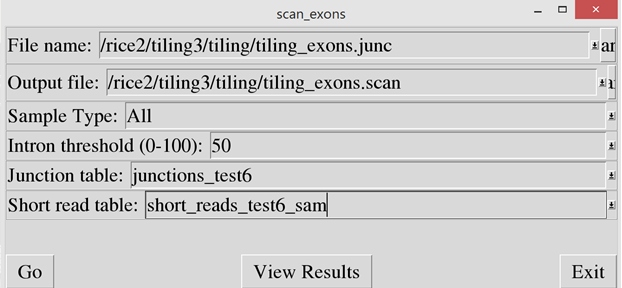 scan_exons
File name: /rice2/tiling3/tiling/tiling_exons.junc
Output file: /rice2/tiling3/tiling/tiling_exons.scan
Sample Type: All
Intron threshold (0-100): 50
Junction table: junctions_test6
Short read table: short_reads_test6_sam
Go View Results Exit